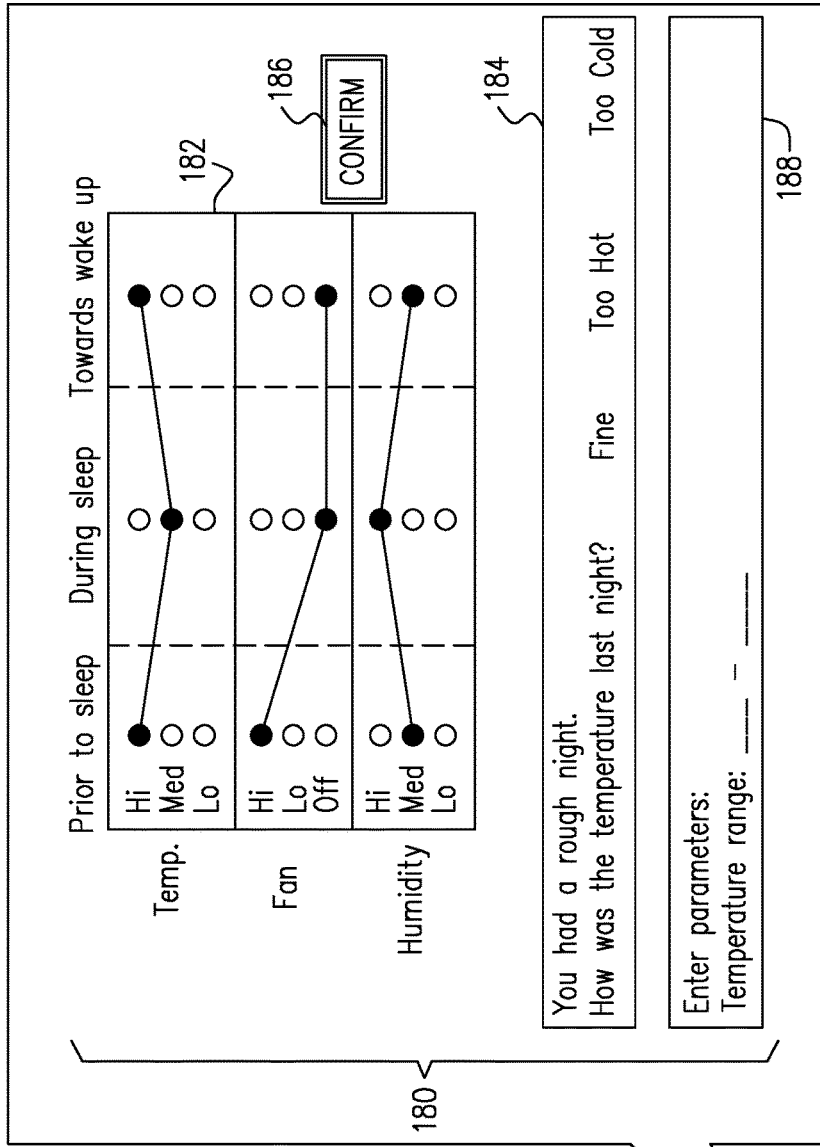 Prior to sleep During sleep Towards wake up
182
Temp.
Hi
Med
Lo
Fan
Hi
Lo
Off
Humidity
Hi
Med
Lo
186
CONFIRM
184
You had a rough night.
How was the temperature last night? Fine Too Hot Too Cold
Enter parameters:
Temperature range: ___ – ___
188
180